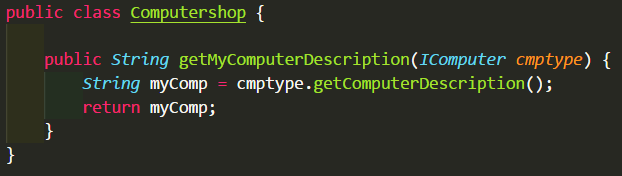 public class Computershop {
public String getMyComputerDescription(IComputer cmptype) {
String myComp = cmptype.getComputerDescription();
return myComp;
}
}